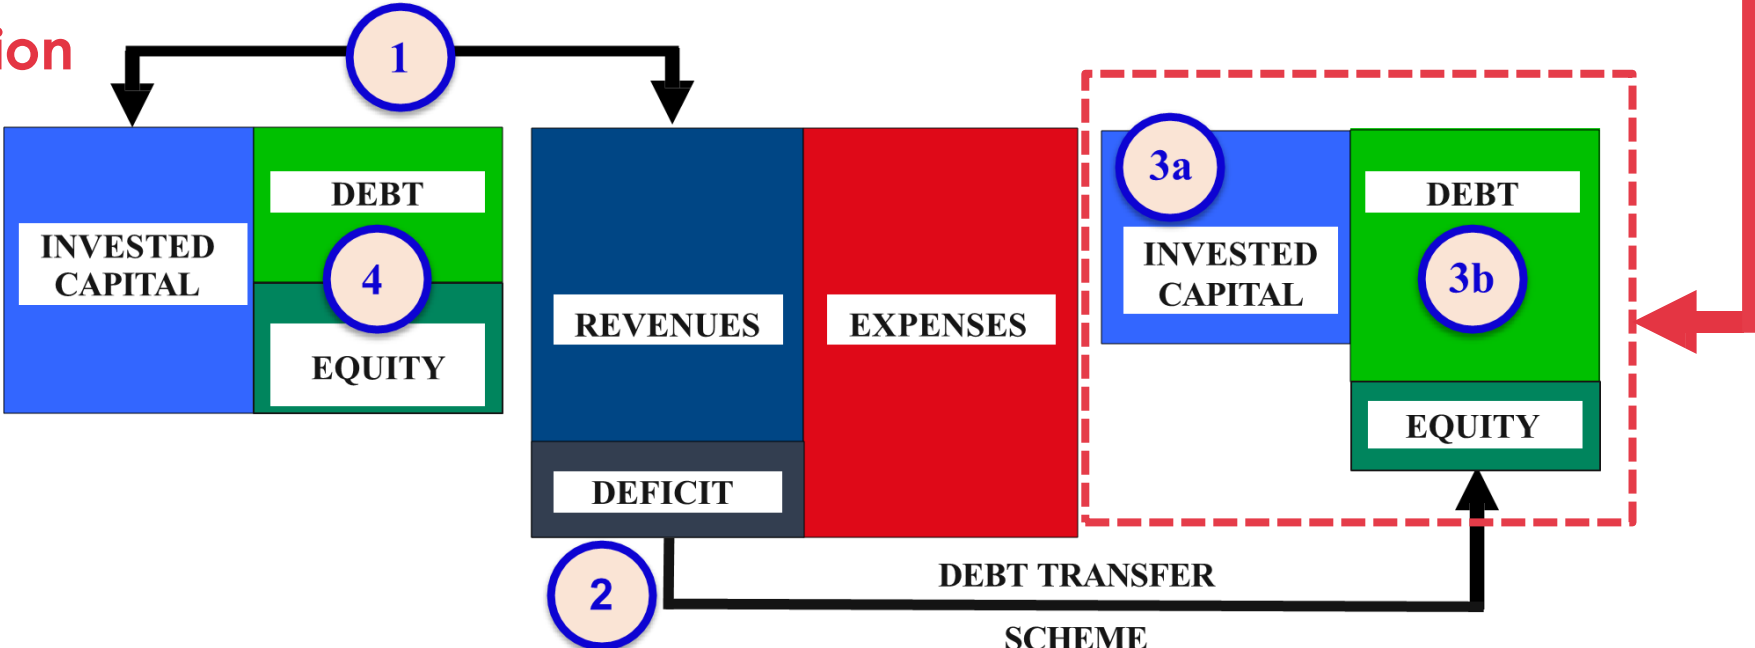 ion
1
INVESTED
CAPITAL
DEBT
4
EQUITY
REVENUES
DEFICIT
EXPENSES
3a
INVESTED
CAPITAL
DEBT
3b
EQUITY
2
DEBT TRANSFER
SCHEME